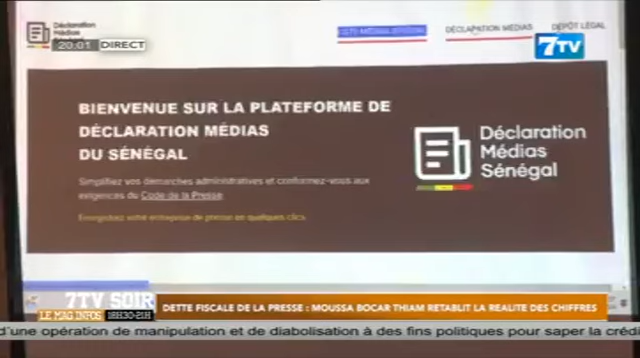 Déclaration
Médias
20:01 DIRECT
DÉCLARATION MÉDIAS
DÉPÔT LÉGAL
7TV
BIENVENUE SUR LA PLATEFORME DE
DÉCLARATION MÉDIAS
DU SÉNÉGAL
Simplifiez vos démarches administratives et conformez-vous aux
exigences du Code de la Presse
Enregistrez votre entreprise de presse en quelques clics
Déclaration
Médias
Sénégal
7TV SOIR
LE MAG INFOS 18H30-21H
DETTE FISCALE DE LA PRESSE : MOUSSA BOCAR THIAM RETABLIT LA REALITE DES CHIFFRES
d'une opération de manipulation et de diabolisation à des fins politiques pour saper la crédi